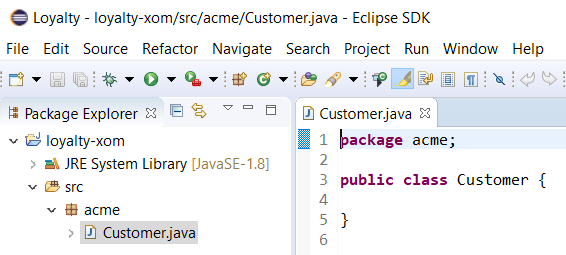 Loyalty - loyalty-xom/src/acme/Customer.java - Eclipse SDK
File Edit Source Refactor Navigate Search Project Run Window Help
Package Explorer
loyalty-xom
JRE System Library [JavaSE-1.8]
src
acme
Customer.java
Customer.java
1 package acme;
2
3 public class Customer {
4
5 }
6